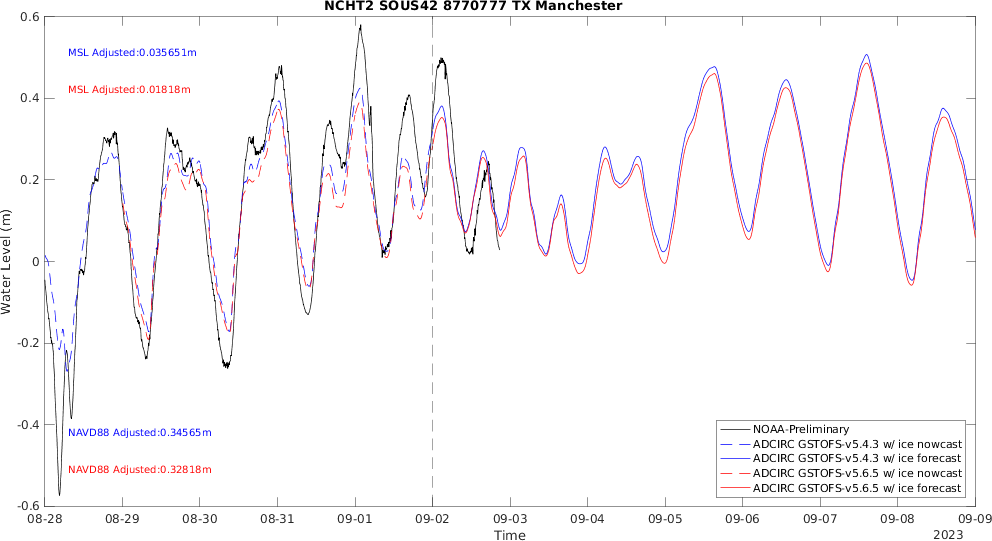 NCHT2 SOUS42 8770777 TX Manchester
0.6
MSL Adjusted:0.035651m
MSL Adjusted:0.01818m
0.4
0.2
Water Level (m)
0
-0.2
-0.4
NAVD88 Adjusted:0.34565m
NAVD88 Adjusted:0.32818m
-0.6
NOAA-Preliminary
ADCIRC GSTOFS-v5.4.3 w/ ice nowcast
ADCIRC GSTOFS-v5.4.3 w/ ice forecast
ADCIRC GSTOFS-v5.6.5 w/ ice nowcast
ADCIRC GSTOFS-v5.6.5 w/ ice forecast
08-28 08-29 08-30 08-31 09-01 09-02 09-03 09-04 09-05 09-06 09-07 09-08 09-09
Time
2023